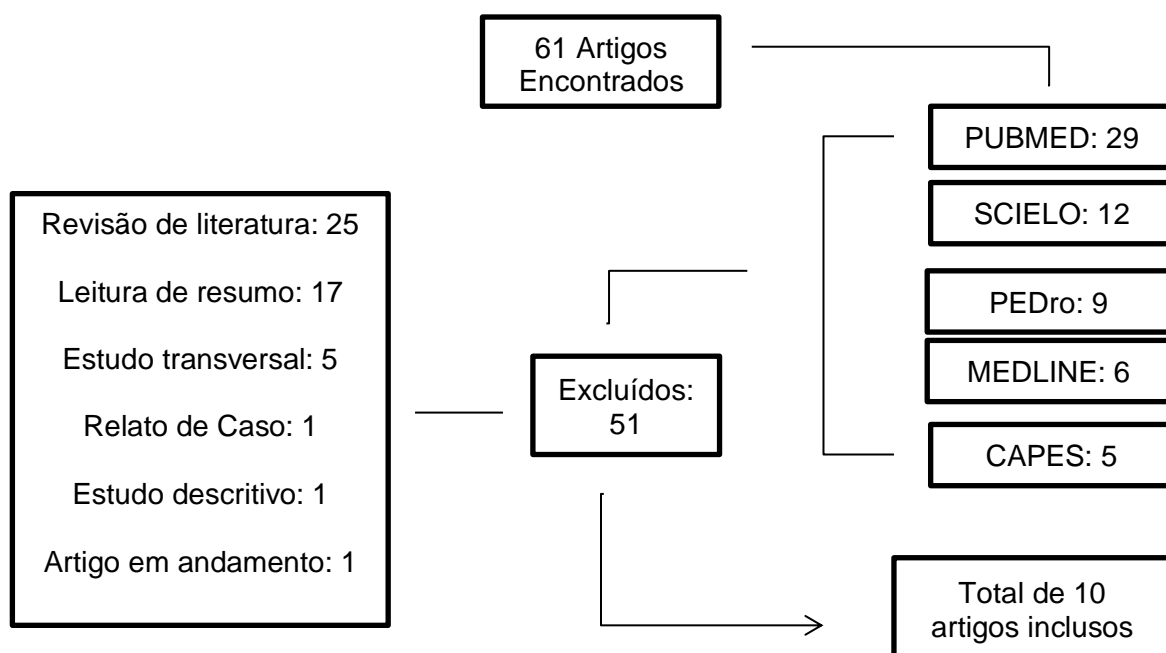 61 Artigos
Encontrados
PUBMED: 29
SCIELO: 12
PEDro: 9
MEDLINE: 6
CAPES: 5
Revisão de literatura: 25
Leitura de resumo: 17
Estudo transversal: 5
Relato de Caso: 1
Estudo descritivo: 1
Artigo em andamento: 1
Excluídos:
51
Total de 10
artigos inclusos